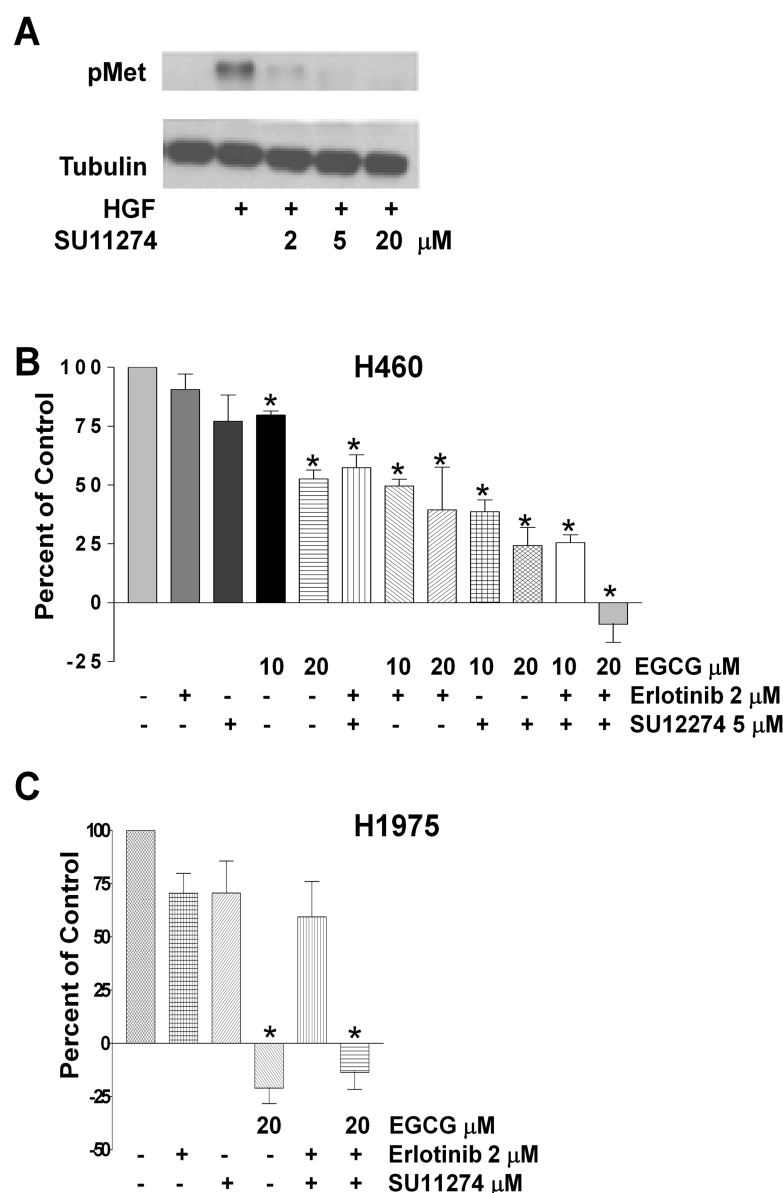 A
pMet
Tubulin
HGF + + + +
SU11274 2 5 20 μM
B
H460
Percent of Control
100
75
50
25
0
-25
10 20 10 20 10 20 10 20 EGCG μM
- + - - - + + + - - + + Erlotinib 2 μM
- - + - - + - - + + + + SU12274 5 μM
* * * * * * * * *
C
H1975
Percent of Control
100
75
50
25
0
-25
-50
* *
20 20 EGCG μM
- + - - + + Erlotinib 2 μM
- - + - + + SU11274 μM